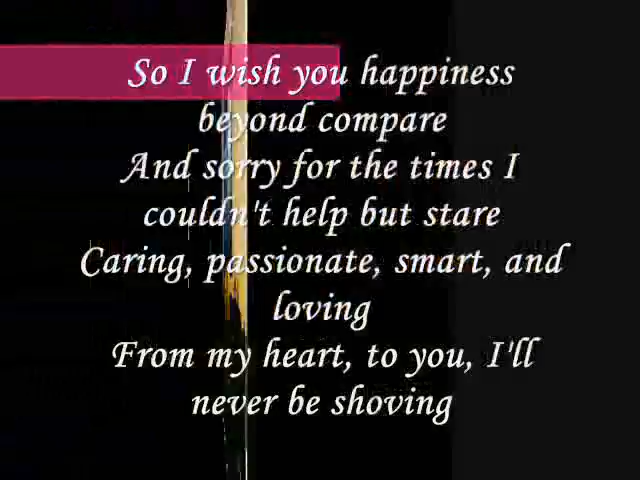 So I wish you happiness
beyond compare
And sorry for the times I
couldn't help but stare
Caring, passionate, smart, and
loving
From my heart, to you, I'll
never be shoving